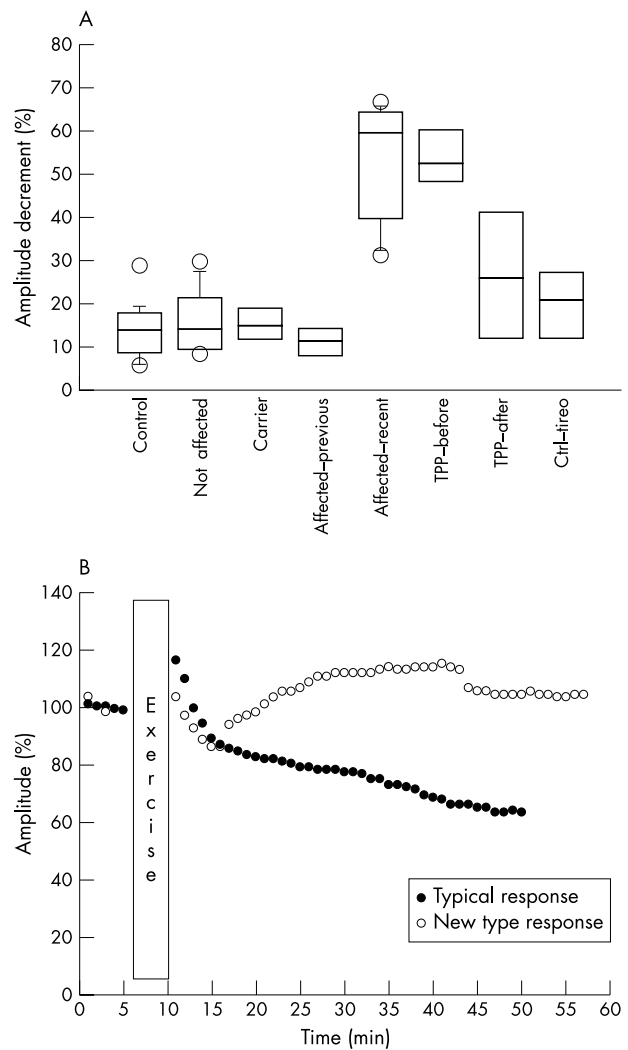 A
80
70
60
50
40
30
20
10
0
Amplitude decrement (%)
Control
Not affected
Carrier
Affected–previous
Affected–recent
TPP–before
TPP–after
Ctrl–tireo
B
140
120
100
80
60
40
20
0
Amplitude (%)
Exercise
Typical response
New type response
0 5 10 15 20 25 30 35 40 45 50 55 60
Time (min)